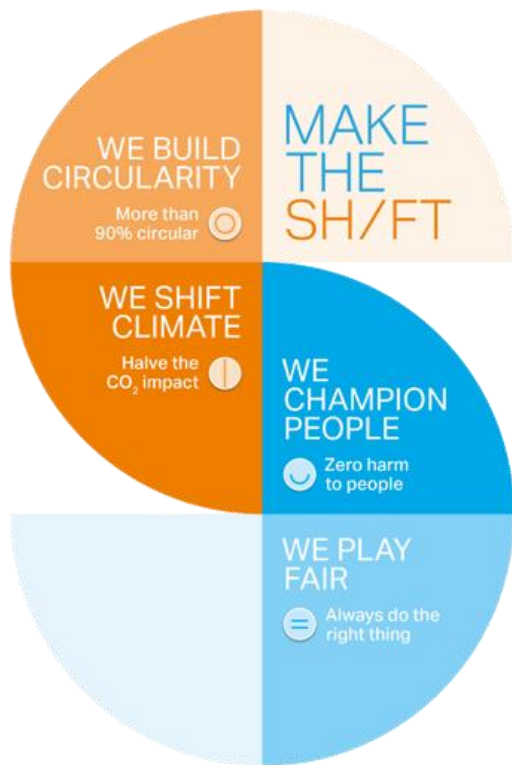 WE BUILD
CIRCULARITY
More than
90% circular
MAKE
THE
SH/FT
WE SHIFT
CLIMATE
Halve the
CO₂ impact
WE
CHAMPION
PEOPLE
Zero harm
to people
WE PLAY
FAIR
Always do the
right thing